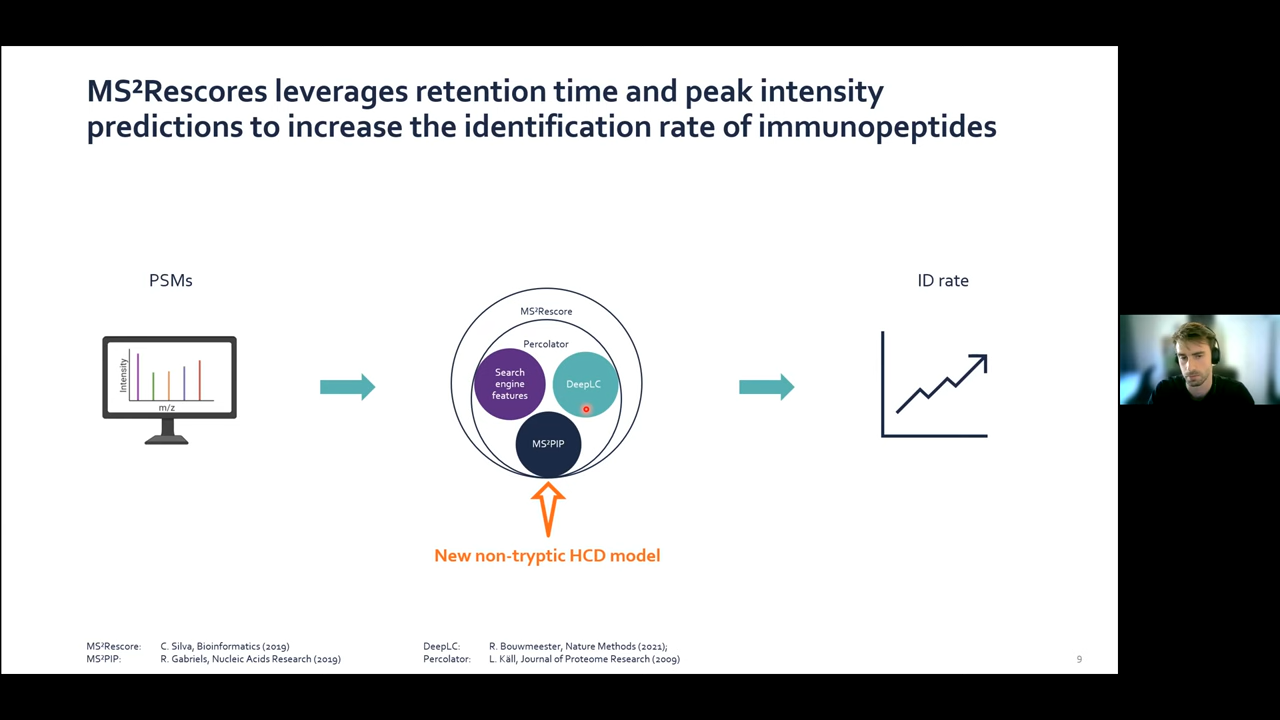 MS²Rescores leverages retention time and peak intensity
predictions to increase the identification rate of immunopeptides
PSMs
Intensity
m/z
MS²Rescore
Percolator
Search
engine
features
DeepLC
MS²PIP
New non-tryptic HCD model
ID rate
MS²Rescore: C. Silva, Bioinformatics (2019)
MS²PIP: R. Gabriels, Nucleic Acids Research (2019)
DeepLC: R. Bouwmeester, Nature Methods (2021);
Percolator: L. Käll, Journal of Proteome Research (2009)
9